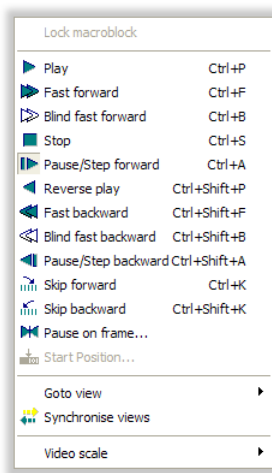 Lock macroblock
Play Ctrl+P
Fast forward Ctrl+F
Blind fast forward Ctrl+B
Stop Ctrl+S
Pause/Step forward Ctrl+A
Reverse play Ctrl+Shift+P
Fast backward Ctrl+Shift+F
Blind fast backward Ctrl+Shift+B
Pause/Step backward Ctrl+Shift+A
Skip forward Ctrl+K
Skip backward Ctrl+Shift+K
Pause on frame...
Start Position...
Goto view
Synchronise views
Video scale